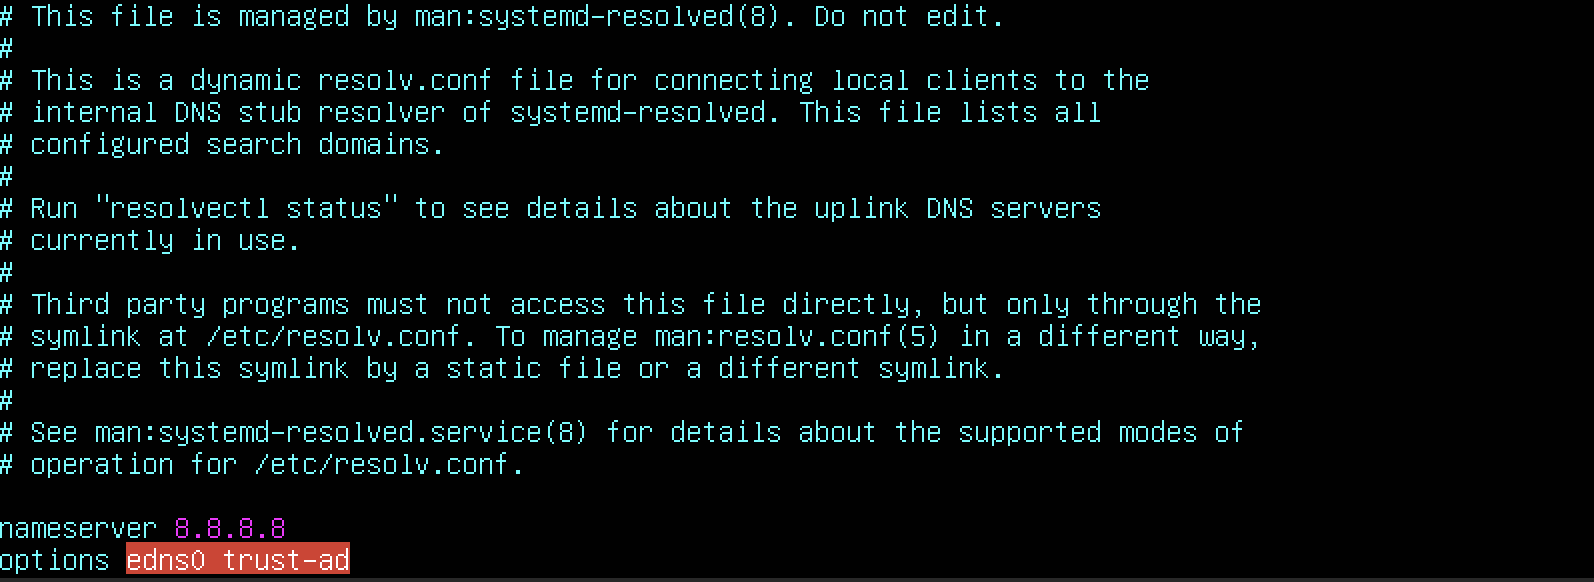 # This file is managed by man:systemd-resolved(8). Do not edit.
#
# This is a dynamic resolv.conf file for connecting local clients to the
# internal DNS stub resolver of systemd-resolved. This file lists all
# configured search domains.
#
# Run "resolvectl status" to see details about the uplink DNS servers
# currently in use.
#
# Third party programs must not access this file directly, but only through the
# symlink at /etc/resolv.conf. To manage man:resolv.conf(5) in a different way,
# replace this symlink by a static file or a different symlink.
#
# See man:systemd-resolved.service(8) for details about the supported modes of
# operation for /etc/resolv.conf.
nameserver 8.8.8.8
options edns0 trust-ad